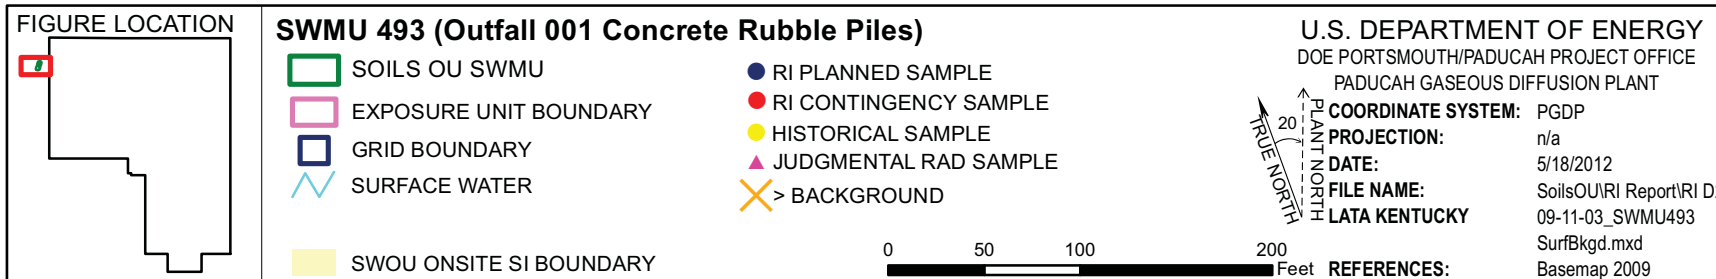 FIGURE LOCATION
SWMU 493 (Outfall 001 Concrete Rubble Piles)
SOILS OU SWMU
EXPOSURE UNIT BOUNDARY
GRID BOUNDARY
SURFACE WATER
SWOU ONSITE SI BOUNDARY
RI PLANNED SAMPLE
RI CONTINGENCY SAMPLE
HISTORICAL SAMPLE
JUDGMENTAL RAD SAMPLE
> BACKGROUND
0 50 100 200
Feet
TRUE NORTH
20
PLANT NORTH
U.S. DEPARTMENT OF ENERGY
DOE PORTSMOUTH/PADUCAH PROJECT OFFICE
PADUCAH GASEOUS DIFFUSION PLANT
COORDINATE SYSTEM: PGDP
PROJECTION: n/a
DATE: 5/18/2012
FILE NAME: SoilsOU\RI Report\RI
LATA KENTUCKY 09-11-03_SWMU493
SurfBkgd.mxd
REFERENCES: Basemap 2009